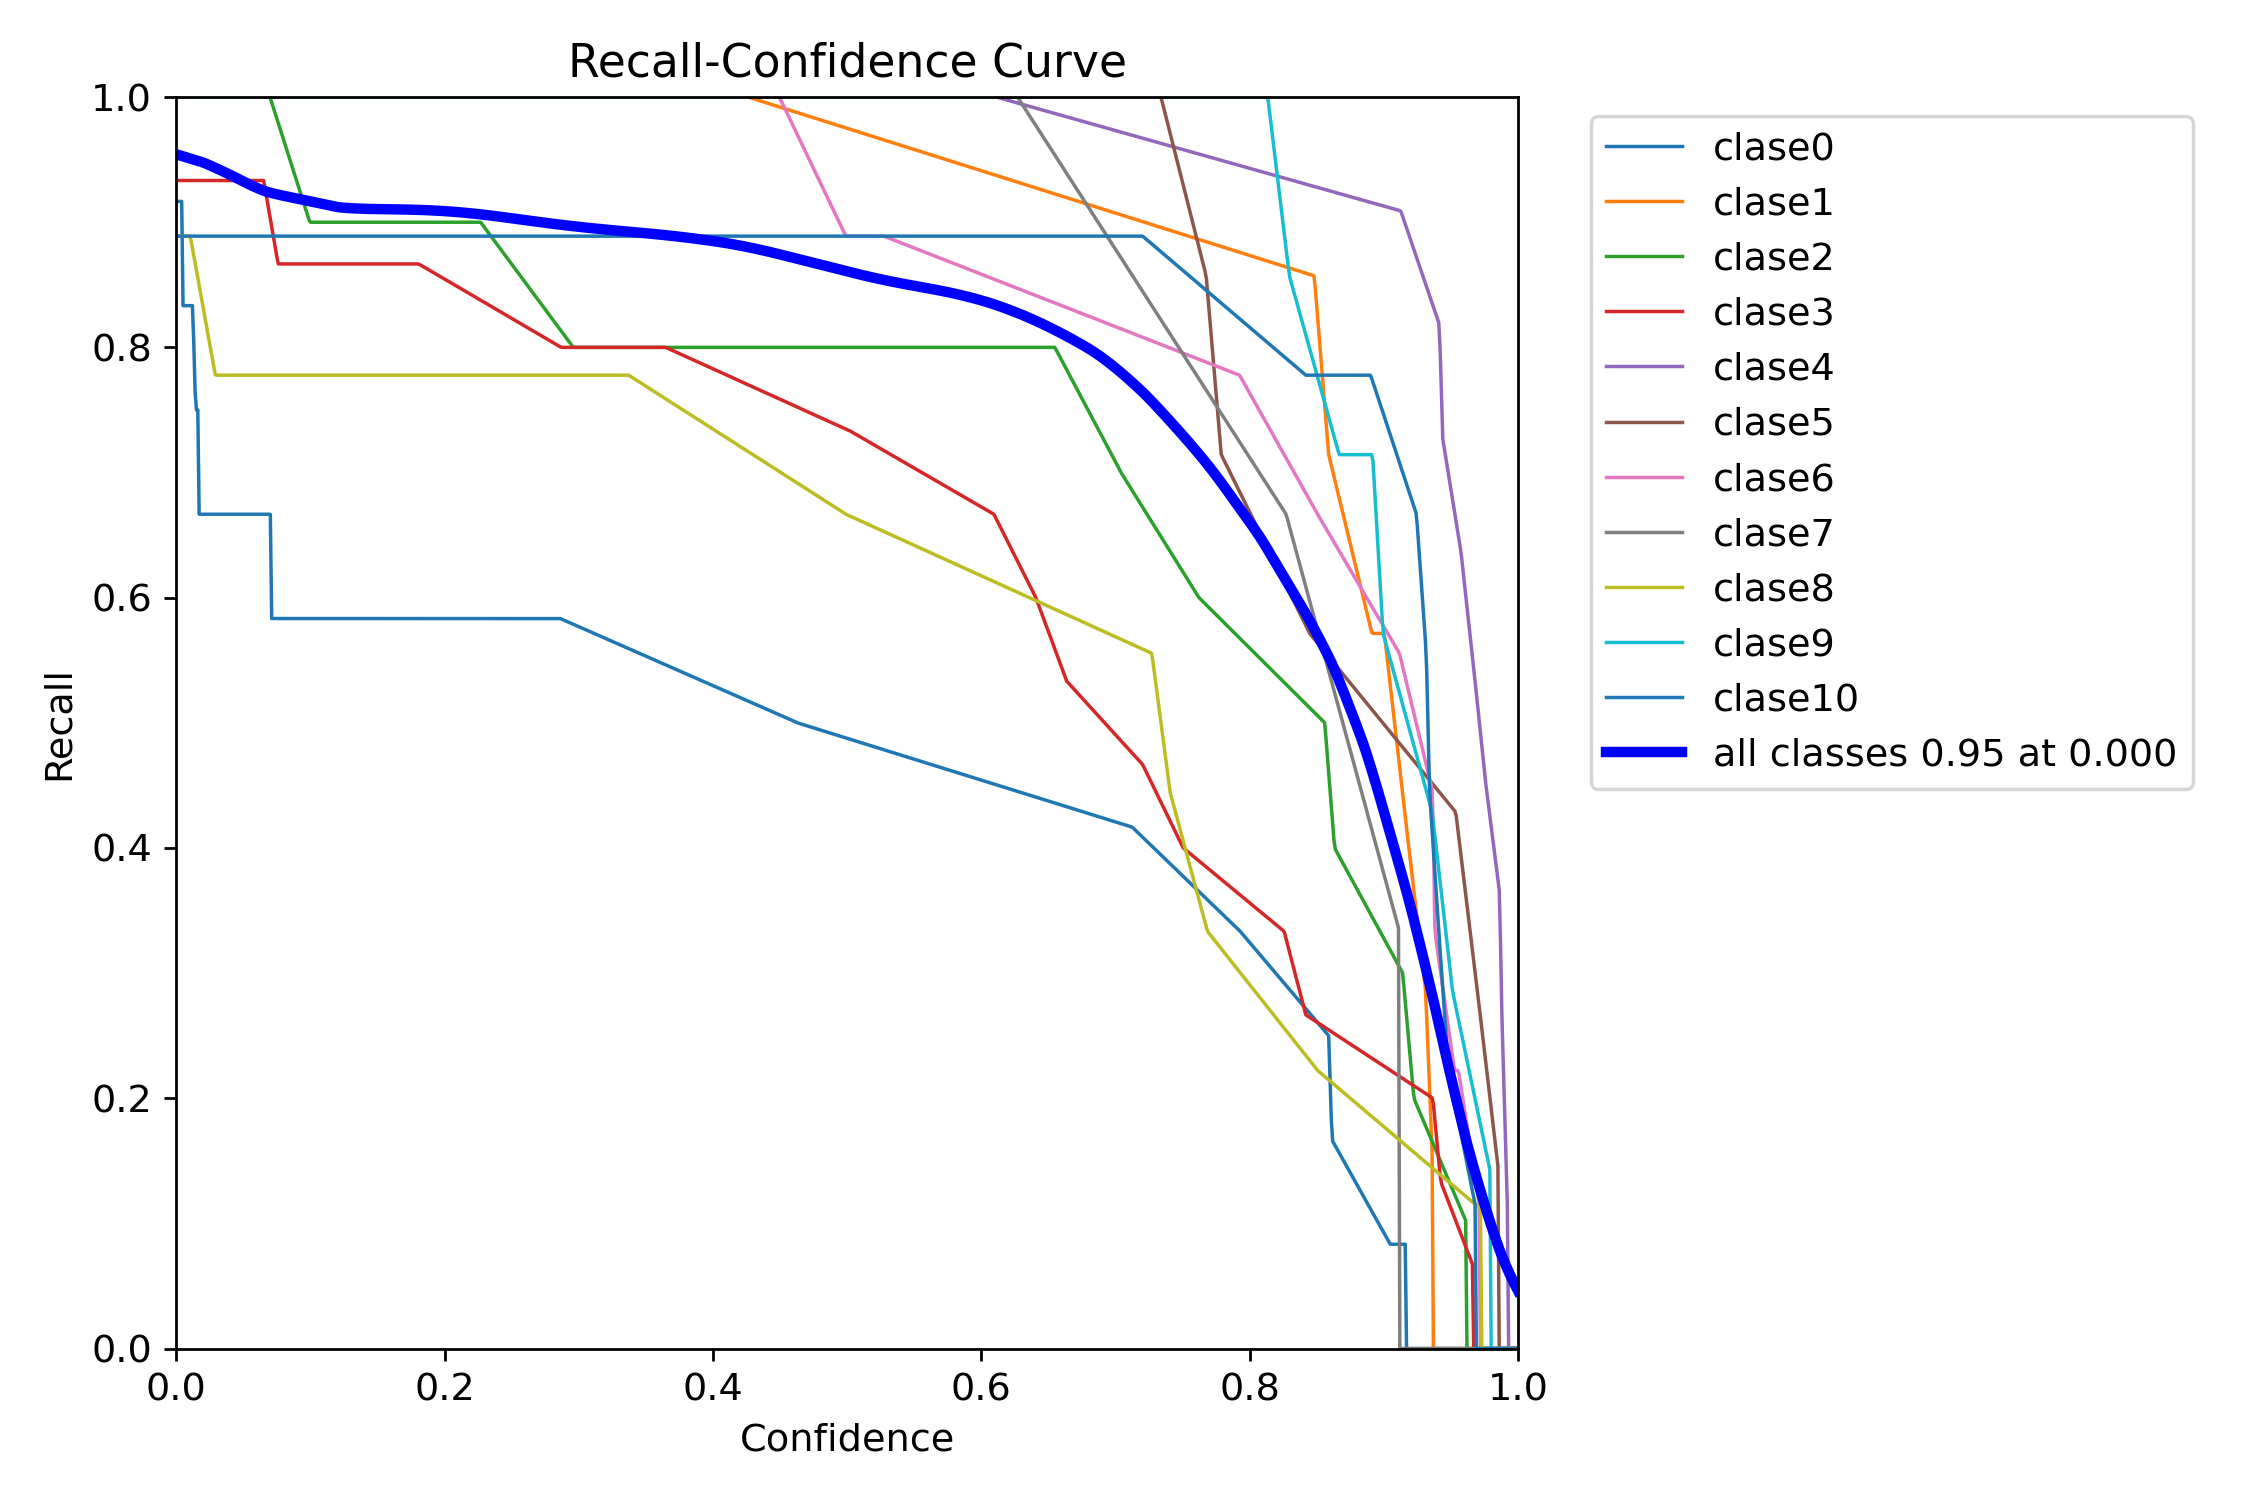 Recall-Confidence Curve
1.0
0.8
0.6
0.4
0.2
0.0
Recall
0.0 0.2 0.4 0.6 0.8 1.0
Confidence
clase0
clase1
clase2
clase3
clase4
clase5
clase6
clase7
clase8
clase9
clase10
all classes 0.95 at 0.000